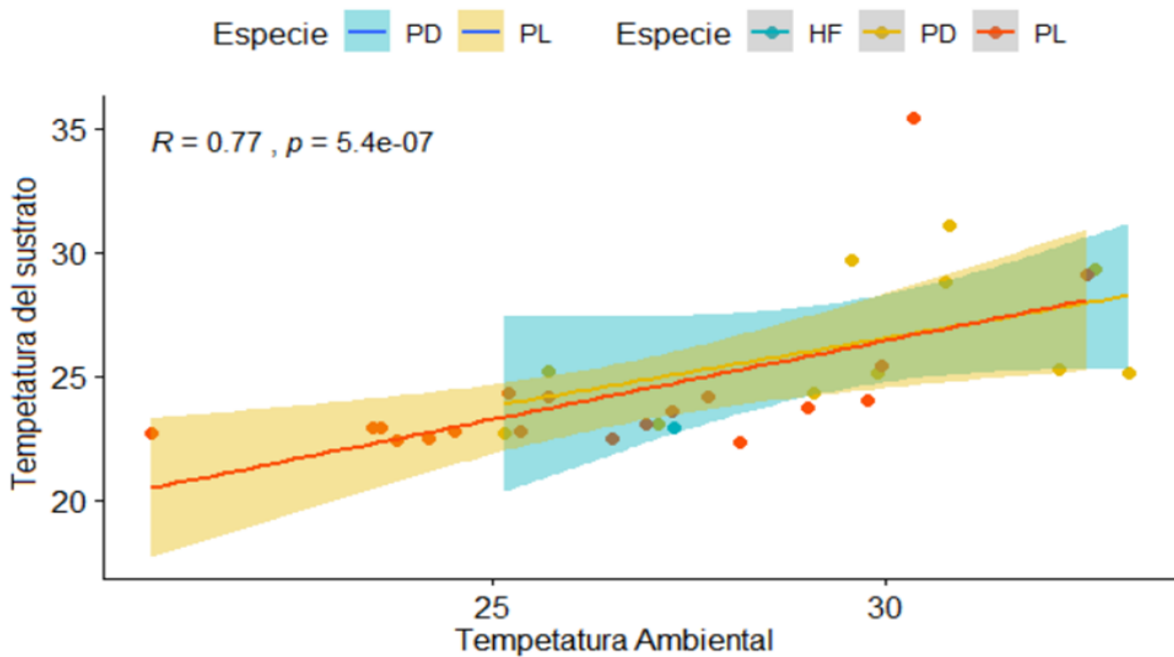 Especie PD PL Especie HF PD PL
35
R = 0.77 , p = 5.4e-07
30
25
20
Tempetatura del sustrato
25 30
Tempetatura Ambiental